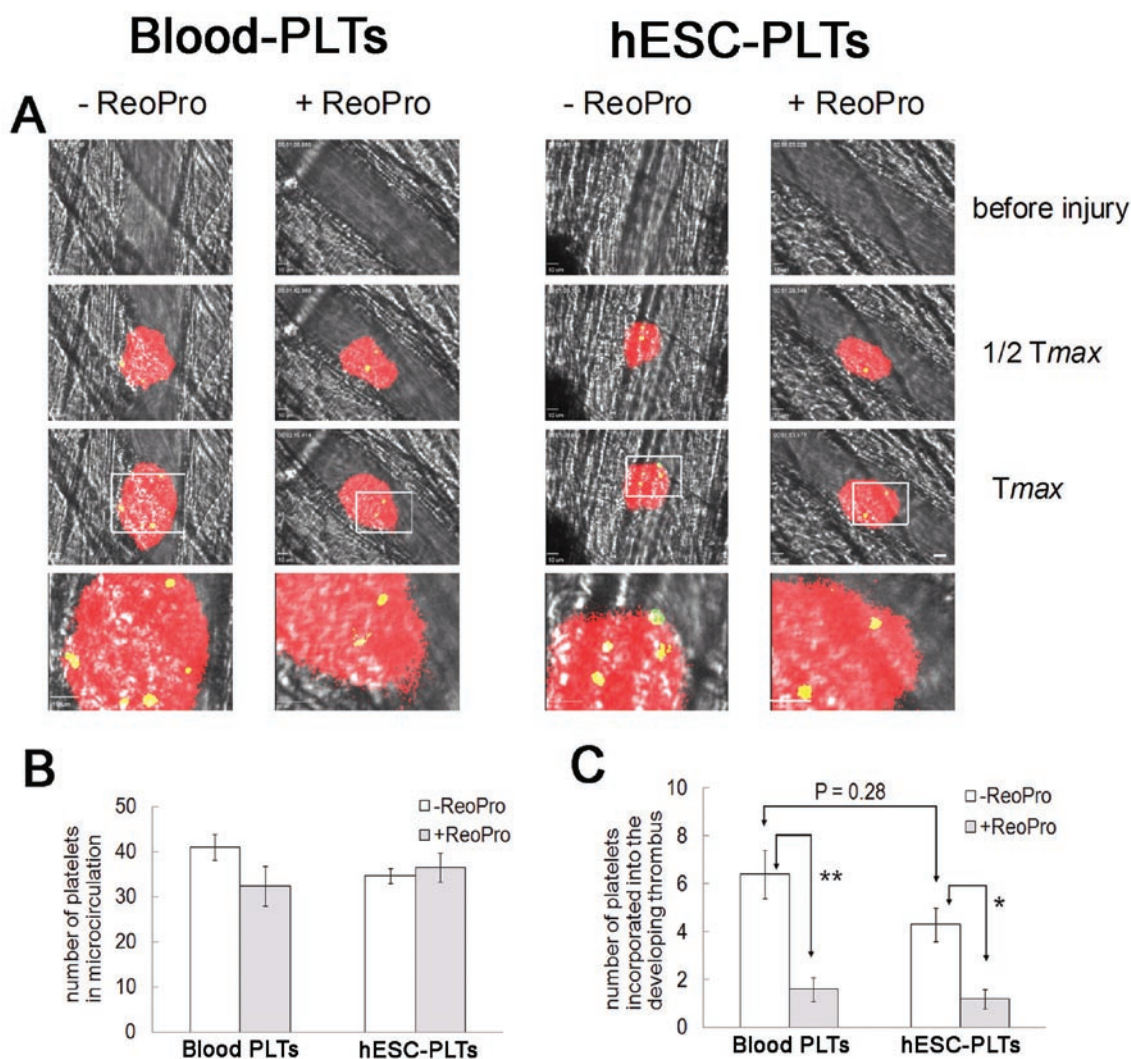 Blood-PLTs hESC-PLTs
- ReoPro + ReoPro - ReoPro + ReoPro
A
before injury
1/2 Tmax
Tmax
B
number of platelets
in microcirculation
50
40
30
20
10
0
-ReoPro
+ReoPro
Blood PLTs hESC-PLTs
C
number of platelets
incorporated into the
developing thrombus
10
8
6
4
2
0
P = 0.28
-ReoPro
+ReoPro
**
*
Blood PLTs hESC-PLTs